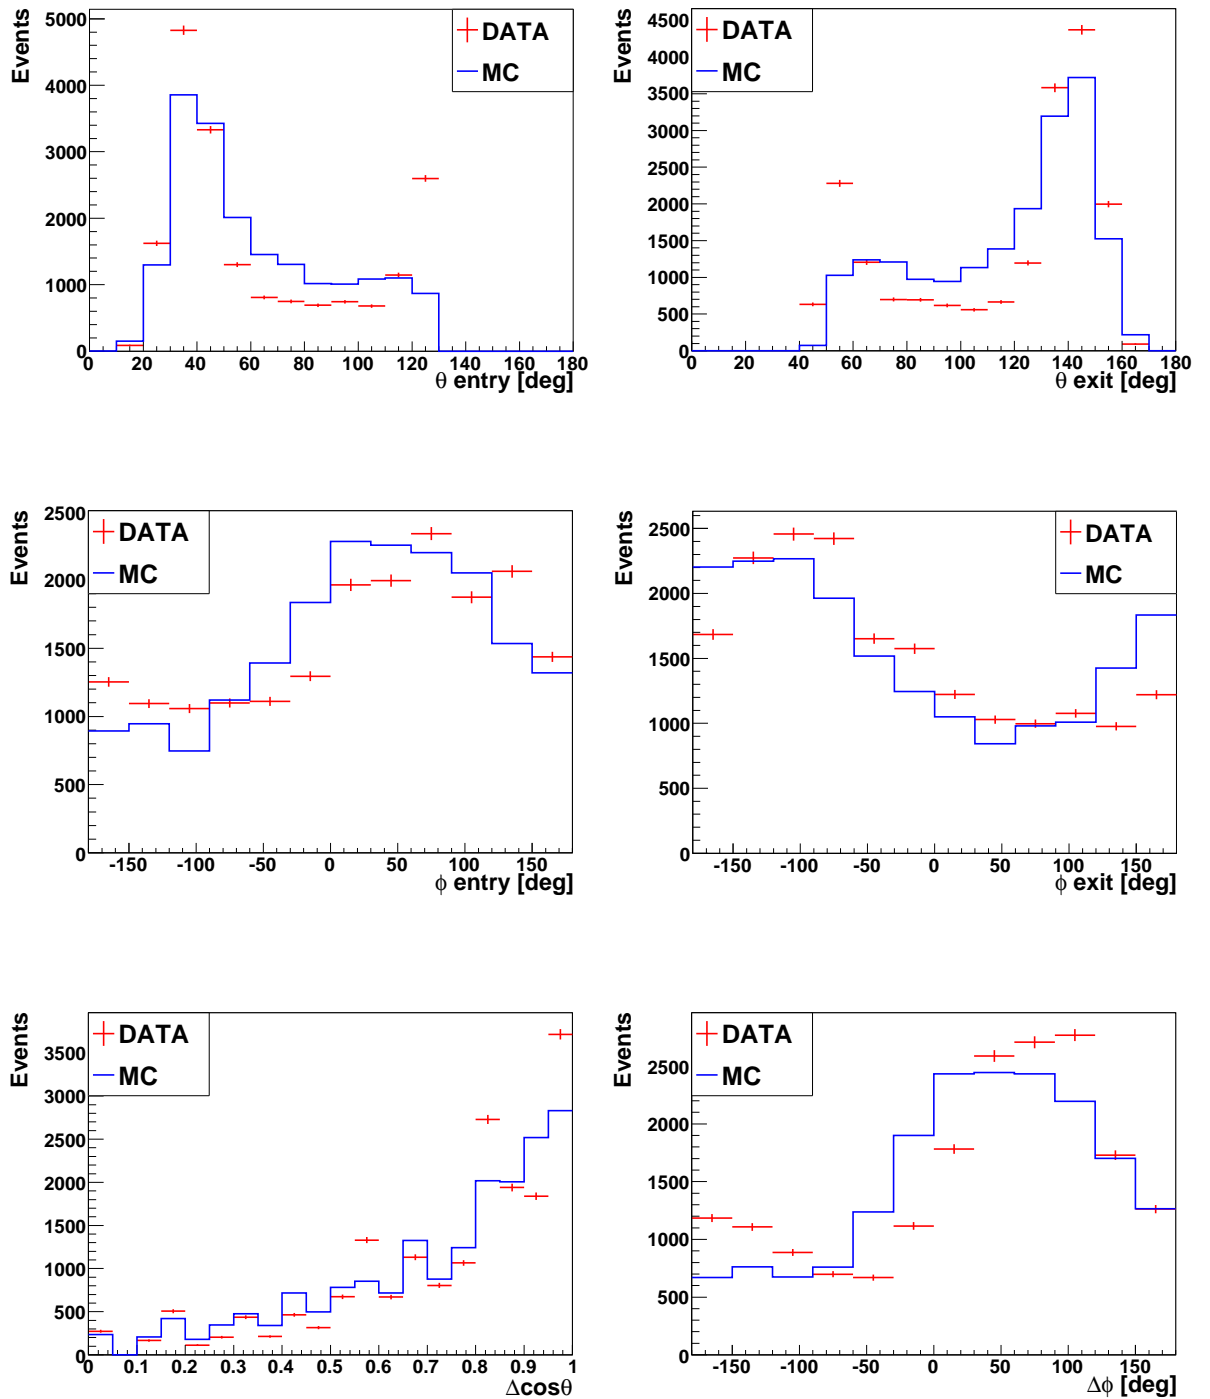 Events
5000
4000
3000
2000
1000
0
0 20 40 60 80 100 120 140 160 180
θ entry [deg]
DATA
MC
Events
4500
4000
3500
3000
2500
2000
1500
1000
500
0
0 20 40 60 80 100 120 140 160 180
θ exit [deg]
DATA
MC
Events
2500
2000
1500
1000
500
0
-150 -100 -50 0 50 100 150
ϕ entry [deg]
DATA
MC
Events
2500
2000
1500
1000
500
0
-150 -100 -50 0 50 100 150
ϕ exit [deg]
DATA
MC
Events
3500
3000
2500
2000
1500
1000
500
0
0 0.1 0.2 0.3 0.4 0.5 0.6 0.7 0.8 0.9 1
Δcosθ
DATA
MC
Events
2500
2000
1500
1000
500
0
-150 -100 -50 0 50 100 150
Δϕ [deg]
DATA
MC